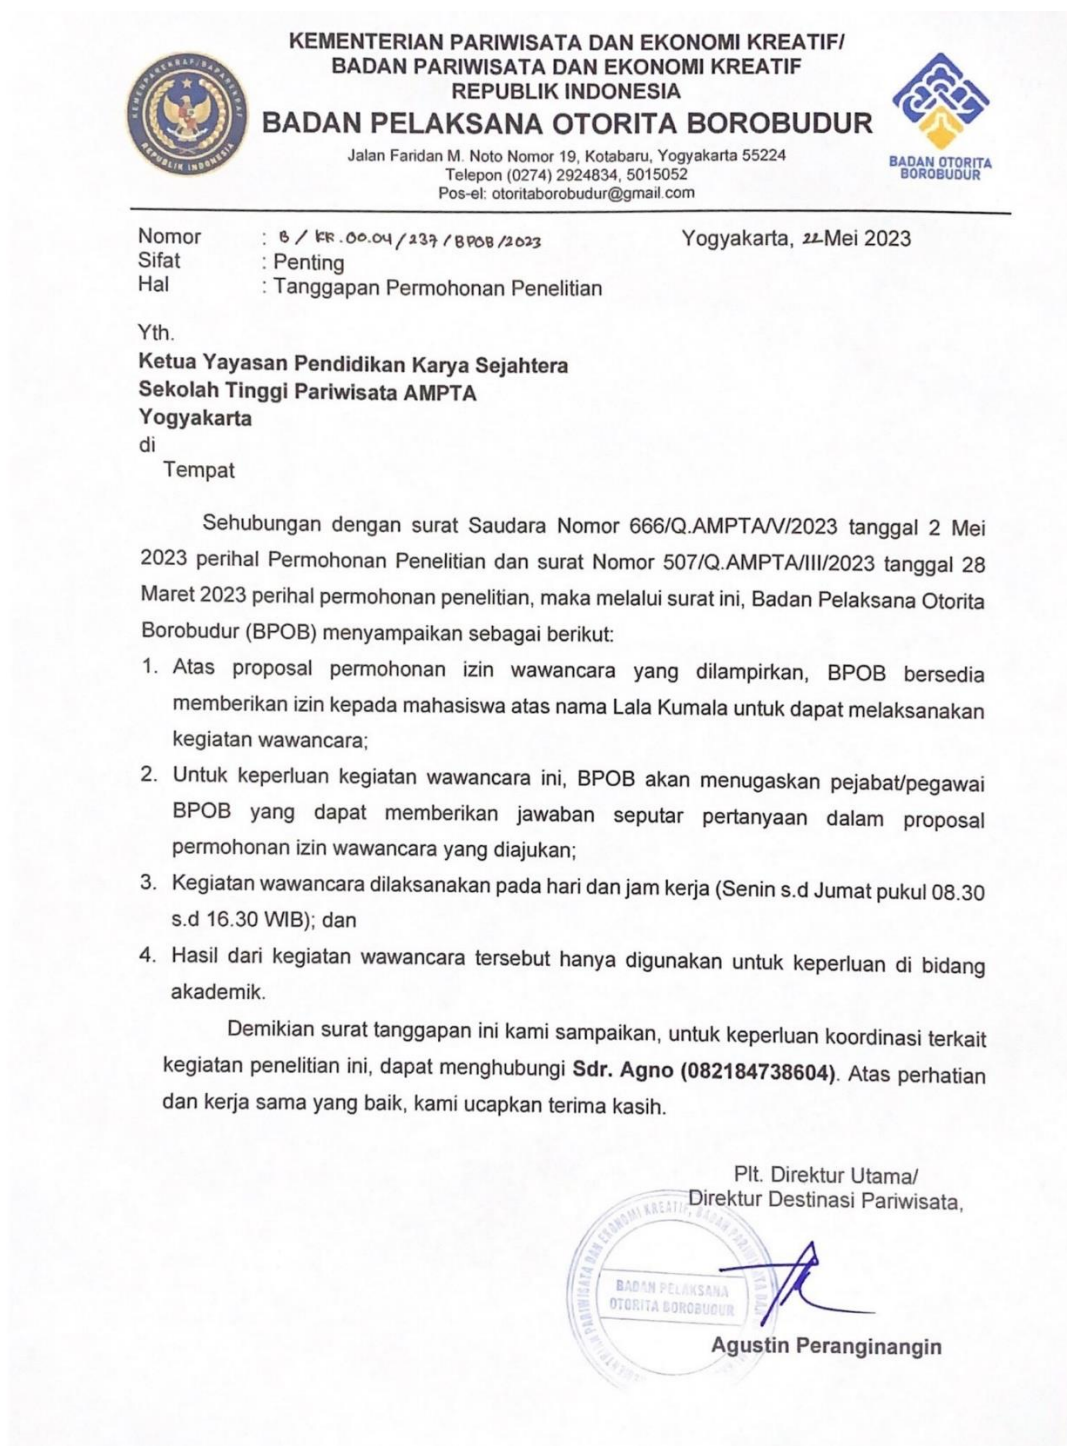 KEMENTERIAN PARIWISATA DAN EKONOMI KREATIF/
BADAN PARIWISATA DAN EKONOMI KREATIF
REPUBLIK INDONESIA
BADAN PELAKSANA OTORITA BOROBUDUR
Jalan Faridan M. Noto Nomor 19, Kotabaru, Yogyakarta 55224
Telepon (0274) 2924834, 5015052
Pos-el: otoritaborobudur@gmail.com
KEMENPAREKRAF/BAPAREKRAF
REPUBLIK INDONESIA
BADAN OTORITA
BOROBUDUR
Nomor : B/KR.00.04/237/BPOB/2023 Yogyakarta, 22 Mei 2023
Sifat : Penting
Hal : Tanggapan Permohonan Penelitian
Yth.
Ketua Yayasan Pendidikan Karya Sejahtera
Sekolah Tinggi Pariwisata AMPTA
Yogyakarta
di
Tempat
Sehubungan dengan surat Saudara Nomor 666/Q.AMPTA/V/2023 tanggal 2 Mei
2023 perihal Permohonan Penelitian dan surat Nomor 507/Q.AMPTA/III/2023 tanggal 28
Maret 2023 perihal permohonan penelitian, maka melalui surat ini, Badan Pelaksana Otorita
Borobudur (BPOB) menyampaikan sebagai berikut:
1. Atas proposal permohonan izin wawancara yang dilampirkan, BPOB bersedia
memberikan izin kepada mahasiswa atas nama Lala Kumala untuk dapat melaksanakan
kegiatan wawancara;
2. Untuk keperluan kegiatan wawancara ini, BPOB akan menugaskan pejabat/pegawai
BPOB yang dapat memberikan jawaban seputar pertanyaan dalam proposal
permohonan izin wawancara yang diajukan;
3. Kegiatan wawancara dilaksanakan pada hari dan jam kerja (Senin s.d Jumat pukul 08.30
s.d 16.30 WIB); dan
4. Hasil dari kegiatan wawancara tersebut hanya digunakan untuk keperluan di bidang
akademik.
Demikian surat tanggapan ini kami sampaikan, untuk keperluan koordinasi terkait
kegiatan penelitian ini, dapat menghubungi Sdr. Agno (082184738604). Atas perhatian
dan kerja sama yang baik, kami ucapkan terima kasih.
Plt. Direktur Utama/
Direktur Destinasi Pariwisata,
BADAN PELAKSANA
OTORITA BOROBUDUR
Agustin Peranginangin